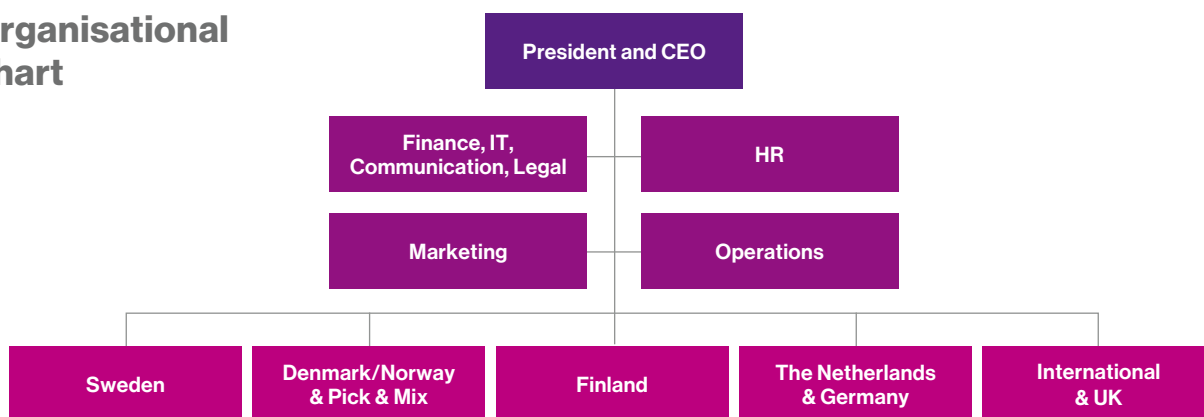 rganisational
hart
President and CEO
Finance, IT,
Communication, Legal
HR
Marketing
Operations
Sweden
Denmark/Norway
& Pick & Mix
Finland
The Netherlands
& Germany
International
& UK